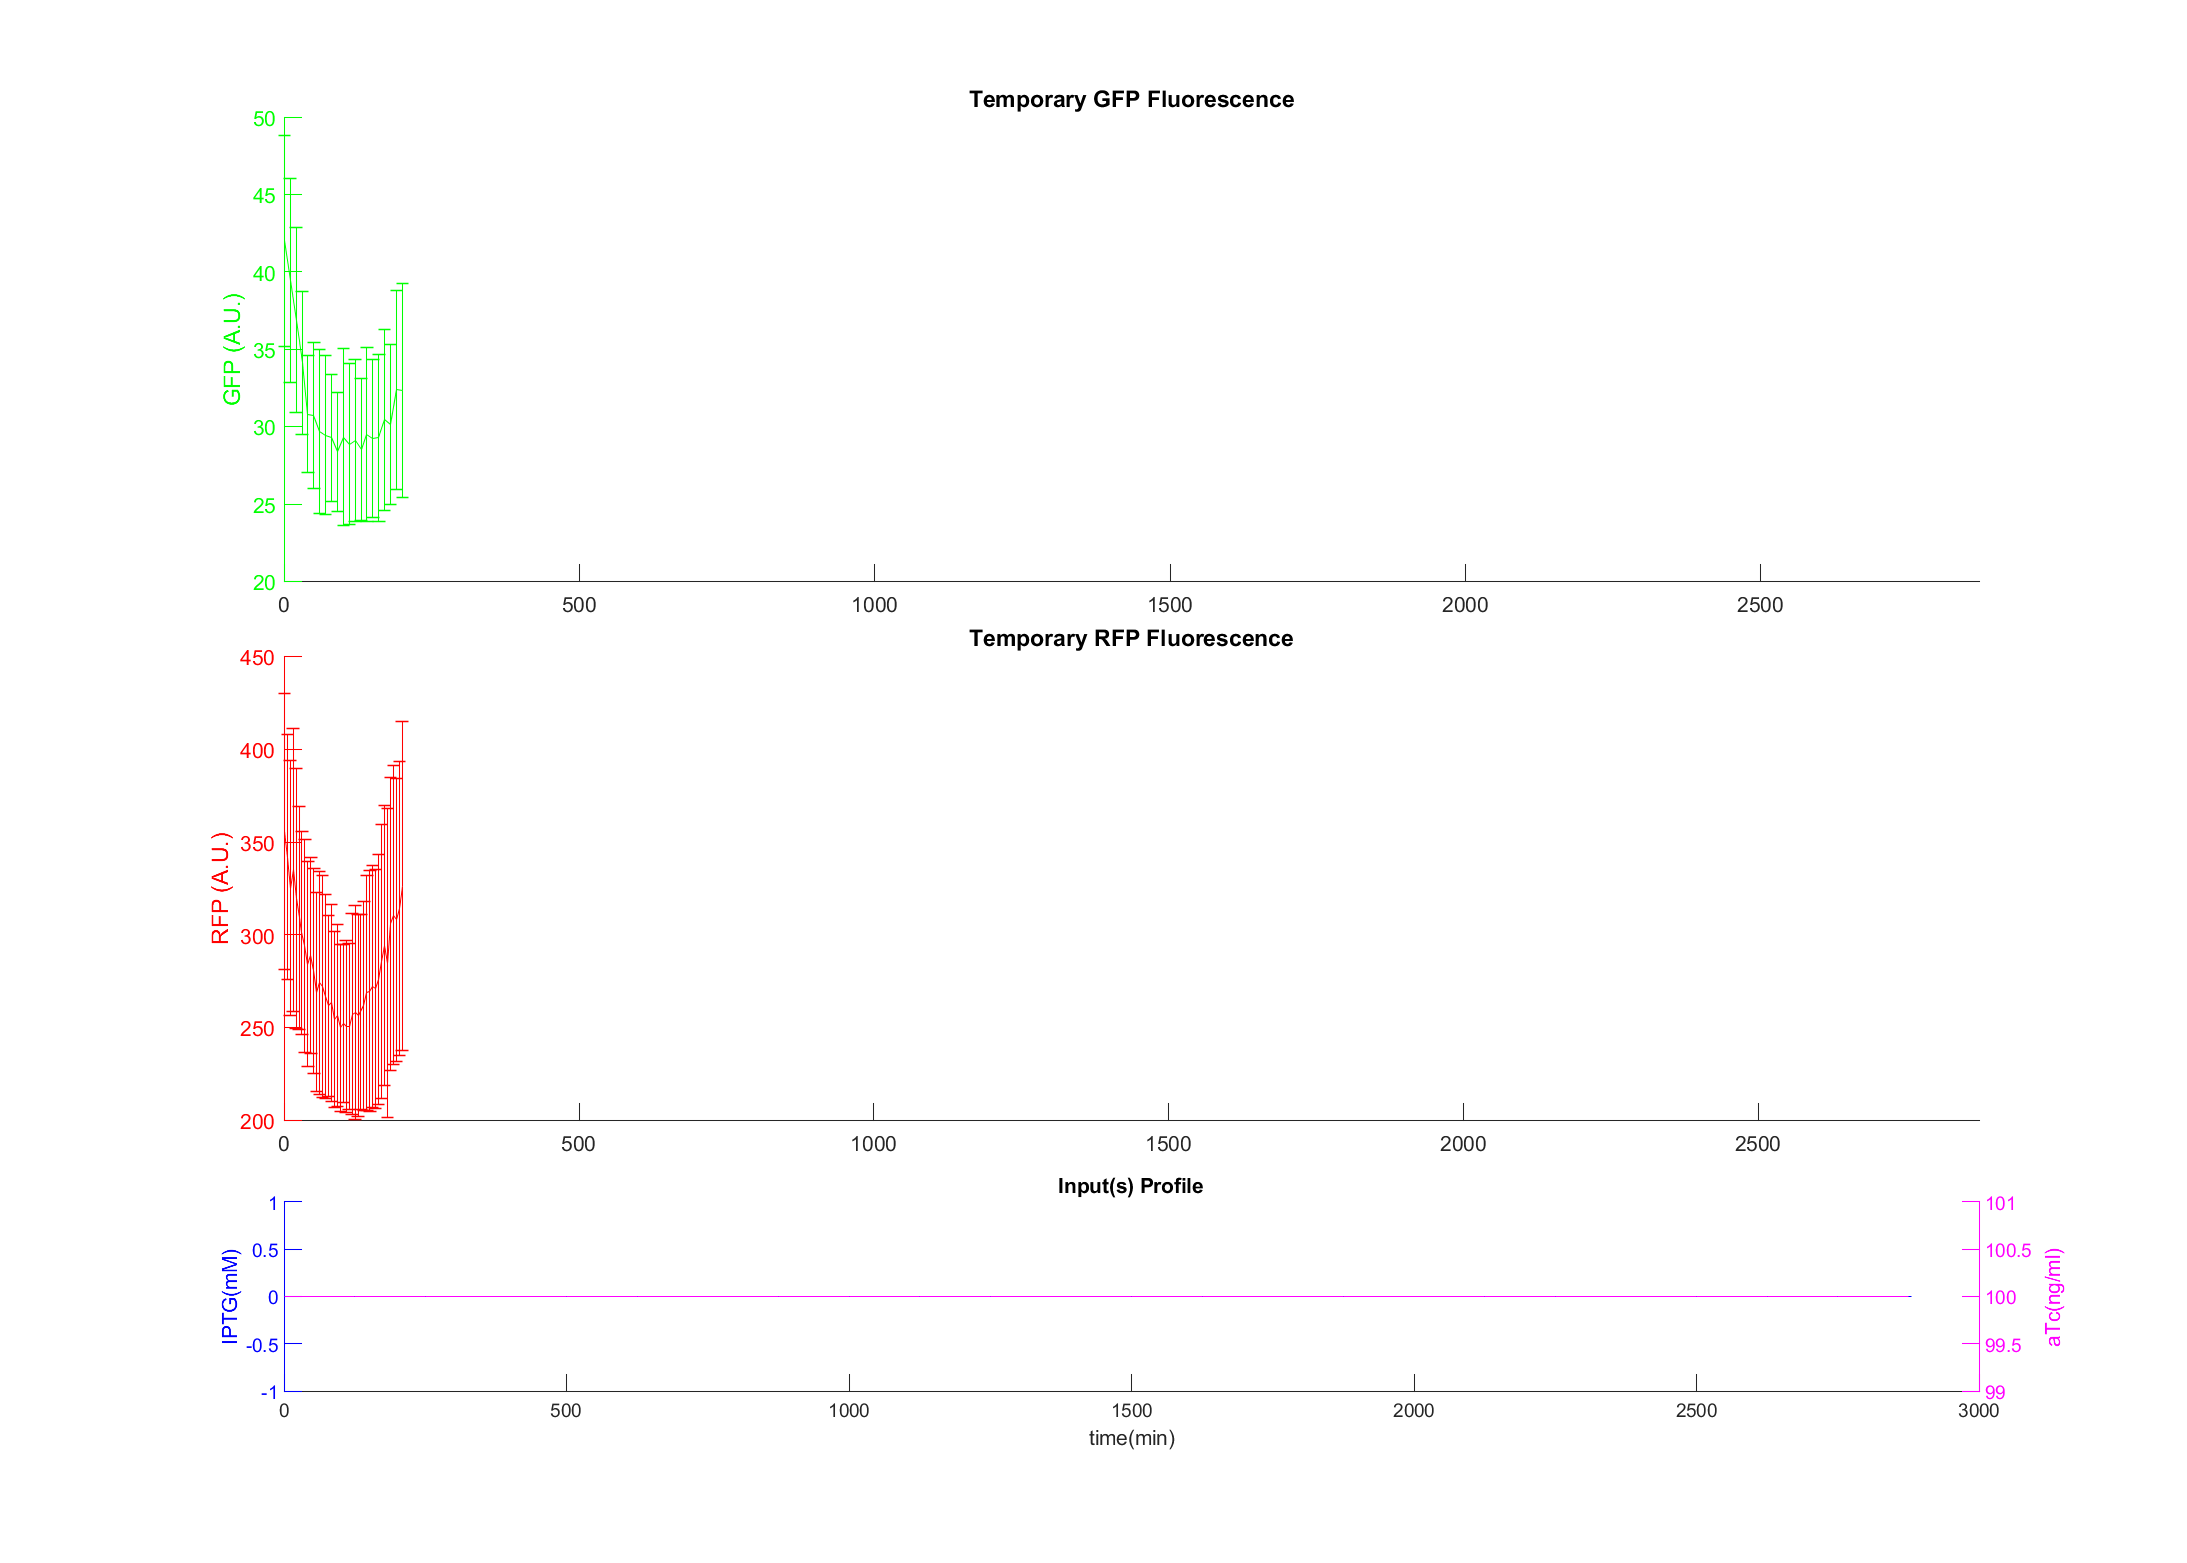 Temporary GFP Fluorescence
50
45
40
35
30
25
20
GFP (A.U.)
0 500 1000 1500 2000 2500
Temporary RFP Fluorescence
450
400
350
300
250
200
RFP (A.U.)
0 500 1000 1500 2000 2500
Input(s) Profile
1
0.5
0
-0.5
-1
IPTG(mM)
101
100.5
100
99.5
99
aTc(ng/ml)
0 500 1000 1500 2000 2500 3000
time(min)